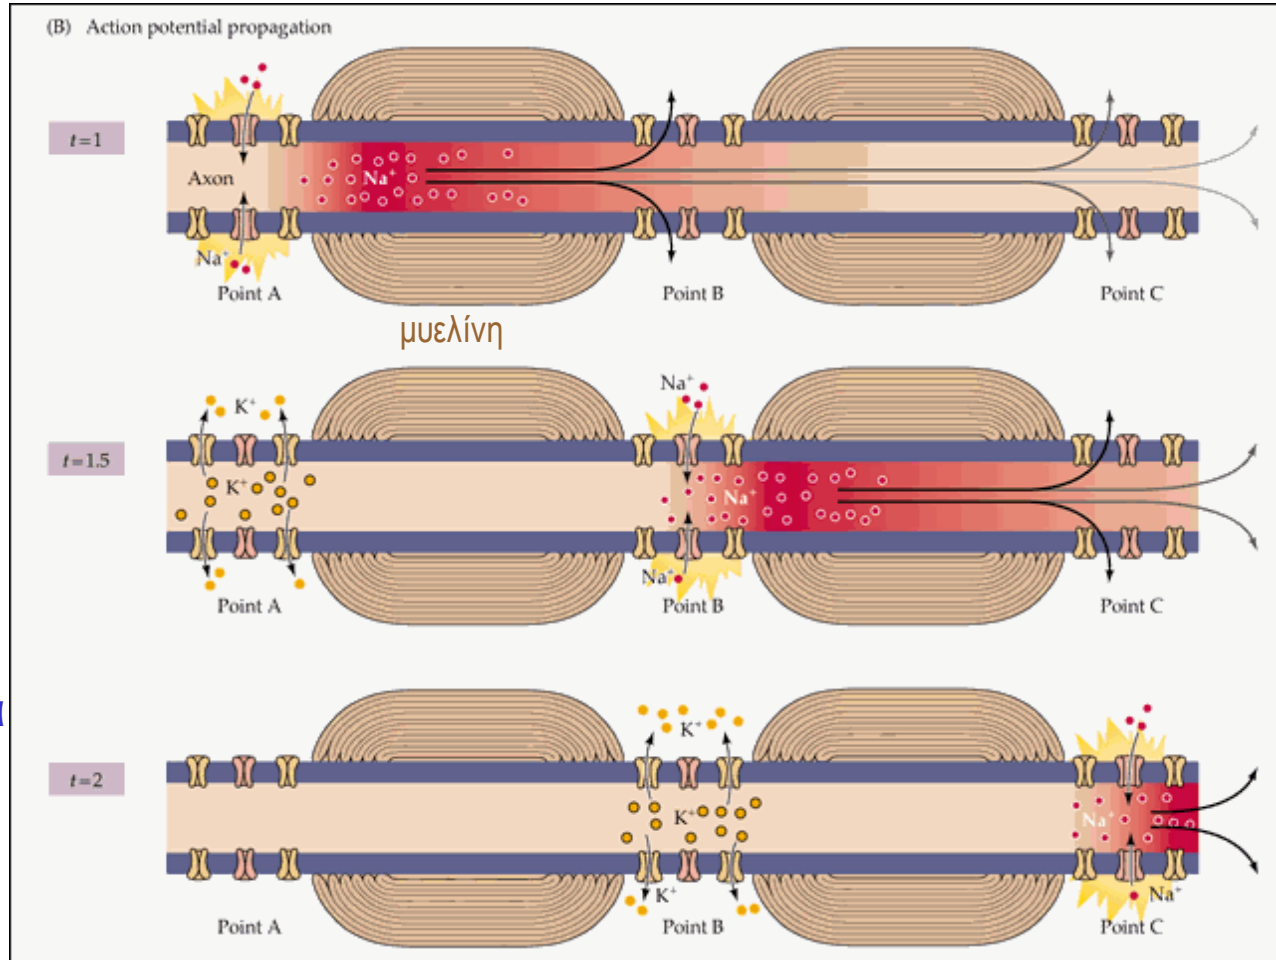 (B) Action potential propagation
t=1
Axon
Na⁺
Na⁺
Point A
Point B
Point C
μυελίνη
t=1.5
K⁺
K⁺
Na⁺
Na⁺
Na⁺
Point A
Point B
Point C
t=2
K⁺
K⁺
Na⁺
K⁺
Na⁺
Point A
Point B
Point C